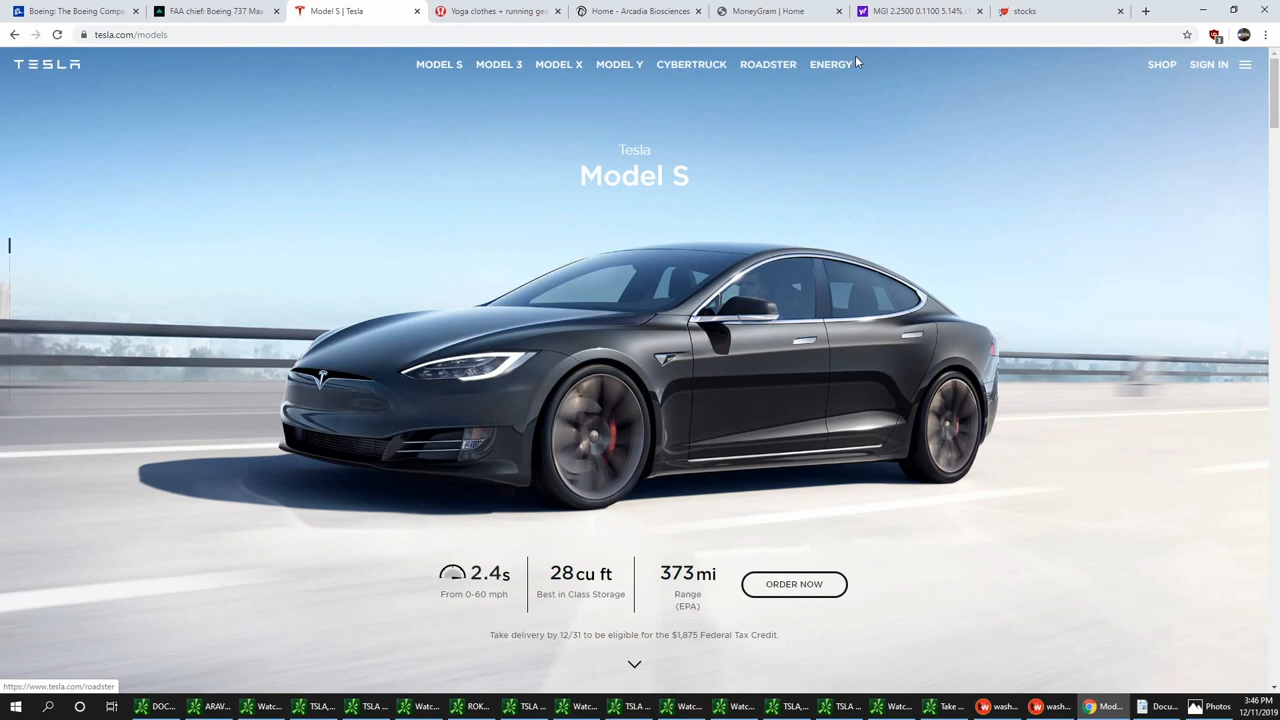 Boeing: The Boeing Comp
FAA chief: Boeing 737 Max
Model S | Tesla
Yoga clothes + running ge
Home - Arcadia Biosciences
MoneyGram | Home
MGI 2.2500 0.1100 5.14% :
stocks
tesla.com/models
3
TESLA
MODEL S
MODEL 3
MODEL X
MODEL Y
CYBERTRUCK
ROADSTER
ENERGY
SHOP
SIGN IN
Tesla
Model S
2.4s
From 0-60 mph
28 cu ft
Best in Class Storage
373 mi
Range
(EPA)
ORDER NOW
Take delivery by 12/31 to be eligible for the $1,875 Federal Tax Credit.
https://www.tesla.com/roadster
DOC...
ARAV...
Watc...
TSLA,...
TSLA ...
Watc...
ROK...
Watc...
TSLA ...
TSLA ...
Watc...
TSLA,...
TSLA ...
Watc...
Take ...
wash...
wash...
Mod...
Docu...
Photos
3:46 PM
12/11/2019